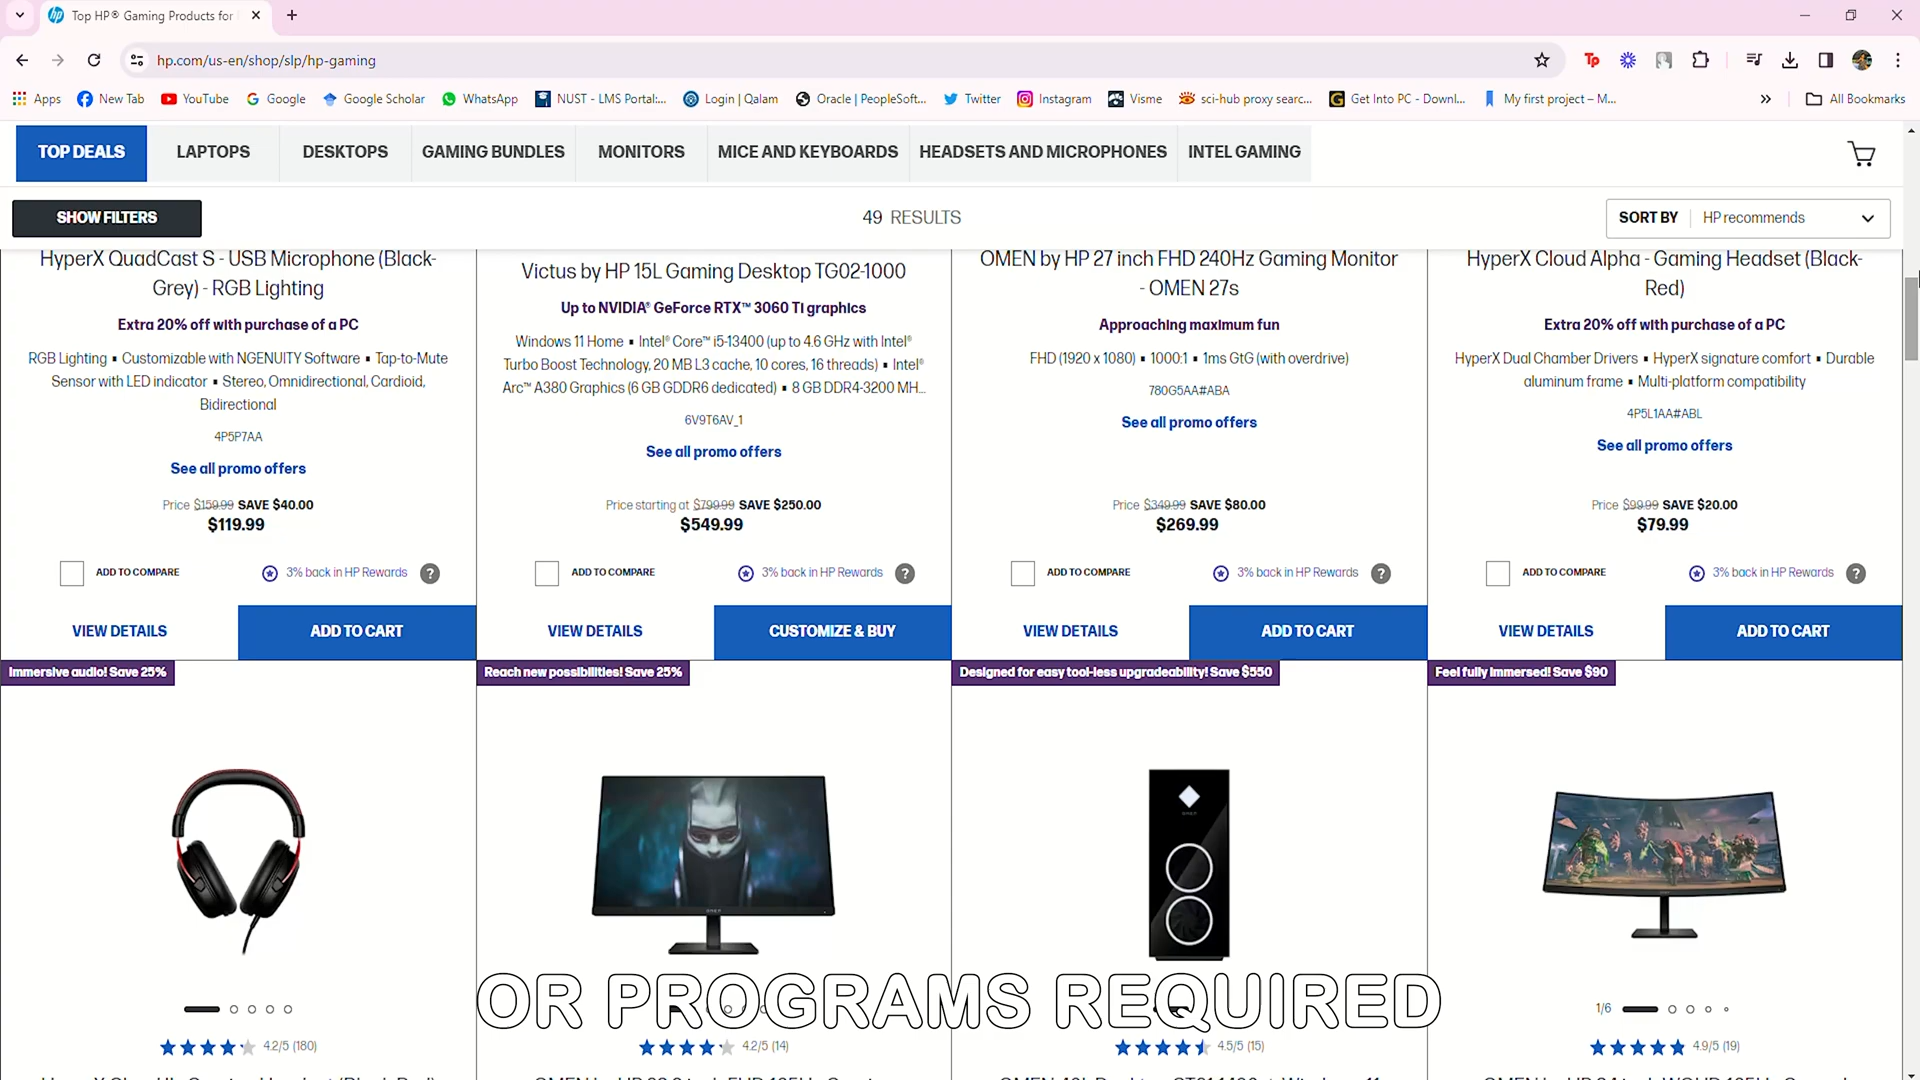 Top HP® Gaming Products for
hp.com/us-en/shop/slp/hp-gaming
Apps New Tab YouTube Google Google Scholar WhatsApp NUST - LMS Portal:... Login | Qalam Oracle | PeopleSoft... Twitter Instagram Visme sci-hub proxy searc... Get Into PC - Downl... My first project – M... » All Bookmarks
TOP DEALS LAPTOPS DESKTOPS GAMING BUNDLES MONITORS MICE AND KEYBOARDS HEADSETS AND MICROPHONES INTEL GAMING
SHOW FILTERS 49 RESULTS SORT BY HP recommends
HyperX QuadCast S - USB Microphone (Black-
Grey) - RGB Lighting
Extra 20% off with purchase of a PC
RGB Lighting ▪ Customizable with NGENUITY Software ▪ Tap-to-Mute
Sensor with LED indicator ▪ Stereo, Omnidirectional, Cardioid,
Bidirectional
4P5P7AA
See all promo offers
Price $159.99 SAVE $40.00
$119.99
ADD TO COMPARE 3% back in HP Rewards ?
VIEW DETAILS ADD TO CART
Victus by HP 15L Gaming Desktop TG02-1000
Up to NVIDIA® GeForce RTX™ 3060 Ti graphics
Windows 11 Home ▪ Intel® Core™ i5-13400 (up to 4.6 GHz with Intel®
Turbo Boost Technology, 20 MB L3 cache, 10 cores, 16 threads) ▪ Intel®
Arc™ A380 Graphics (6 GB GDDR6 dedicated) ▪ 8 GB DDR4-3200 MH...
6V9T6AV_1
See all promo offers
Price starting at $799.99 SAVE $250.00
$549.99
ADD TO COMPARE 3% back in HP Rewards ?
VIEW DETAILS CUSTOMIZE & BUY
OMEN by HP 27 inch FHD 240Hz Gaming Monitor
- OMEN 27s
Approaching maximum fun
FHD (1920 x 1080) ▪ 1000:1 ▪ 1ms GtG (with overdrive)
780G5AA#ABA
See all promo offers
Price $349.99 SAVE $80.00
$269.99
ADD TO COMPARE 3% back in HP Rewards ?
VIEW DETAILS ADD TO CART
HyperX Cloud Alpha - Gaming Headset (Black-
Red)
Extra 20% off with purchase of a PC
HyperX Dual Chamber Drivers ▪ HyperX signature comfort ▪ Durable
aluminum frame ▪ Multi-platform compatibility
4P5L1AA#ABL
See all promo offers
Price $99.99 SAVE $20.00
$79.99
ADD TO COMPARE 3% back in HP Rewards ?
VIEW DETAILS ADD TO CART
Immersive audio! Save 25%
Reach new possibilities! Save 25%
Designed for easy tool-less upgradeability! Save $550
Feel fully immersed! Save $90
OR PROGRAMS REQUIRED
1/6
4.2/5 (180)
4.2/5 (14)
4.5/5 (15)
4.9/5 (19)